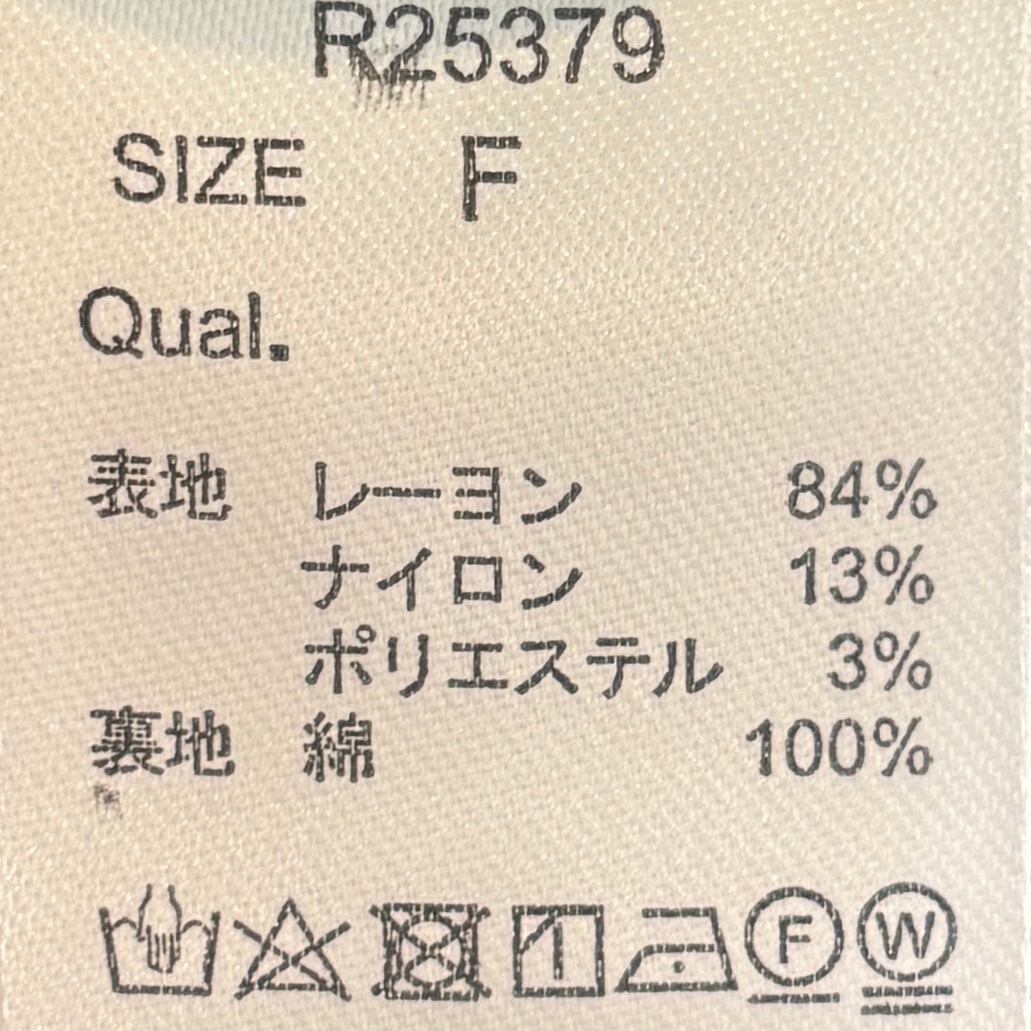 R25379
SIZE F
Qual.
表地 レーヨン 84%
ナイロン 13%
ポリエステル 3%
裏地 綿 100%
F W